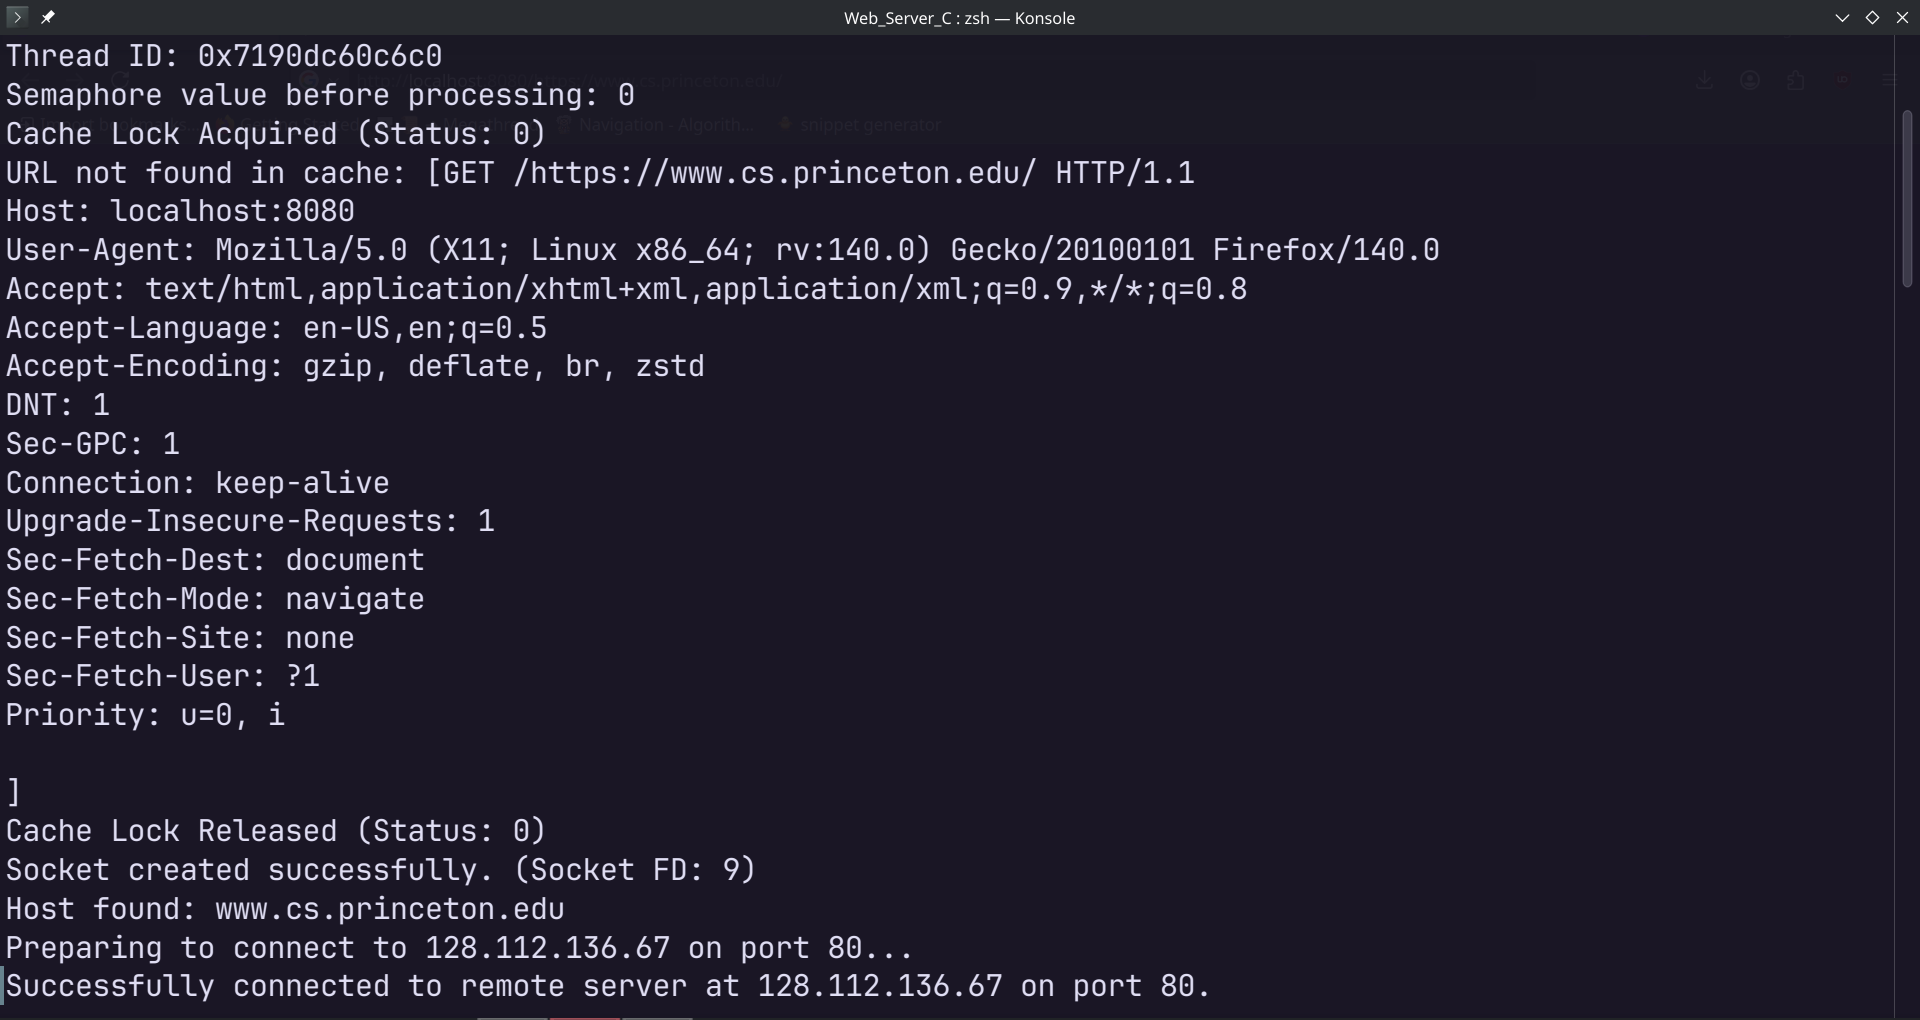 Web_Server_C : zsh — Konsole
Thread ID: 0x7190dc60c6c0
Semaphore value before processing: 0
Cache Lock Acquired (Status: 0)
Navigation - Algorith...
snippet generator
URL not found in cache: [GET /https://www.cs.princeton.edu/ HTTP/1.1
Host: localhost:8080
User-Agent: Mozilla/5.0 (X11; Linux x86_64; rv:140.0) Gecko/20100101 Firefox/140.0
Accept: text/html,application/xhtml+xml,application/xml;q=0.9,*/*;q=0.8
Accept-Language: en-US,en;q=0.5
Accept-Encoding: gzip, deflate, br, zstd
DNT: 1
Sec-GPC: 1
Connection: keep-alive
Upgrade-Insecure-Requests: 1
Sec-Fetch-Dest: document
Sec-Fetch-Mode: navigate
Sec-Fetch-Site: none
Sec-Fetch-User: ?1
Priority: u=0, i
]
Cache Lock Released (Status: 0)
Socket created successfully. (Socket FD: 9)
Host found: www.cs.princeton.edu
Preparing to connect to 128.112.136.67 on port 80...
Successfully connected to remote server at 128.112.136.67 on port 80.